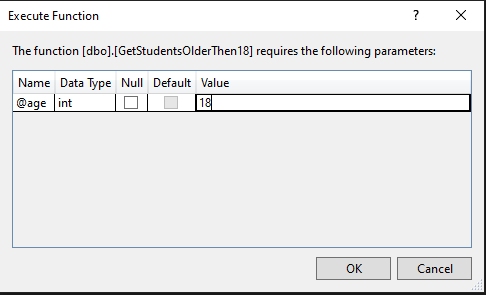 Execute Function ? ×
The function [dbo].[GetStudentsOlderThen18] requires the following parameters:
Name Data Type Null Default Value
@age int 18
OK Cancel